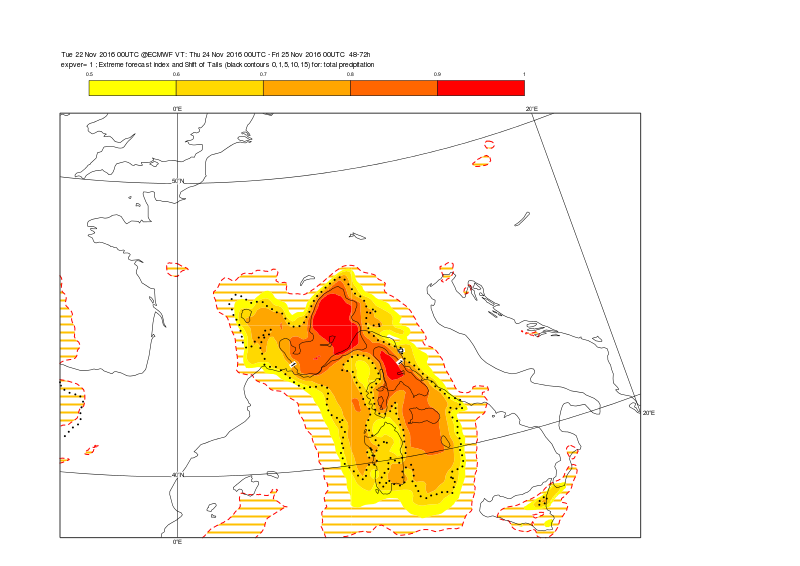 Tue 22 Nov 2016 00UTC @ECMWF VT: Thu 24 Nov 2016 00UTC - Fri 25 Nov 2016 00UTC 48-72h
expver= 1 ; Extreme forecast index and Shift of Tails (black contours 0,1,5,10,15) for: total precipitation
0.5 0.6 0.7 0.8 0.9 1
0°E 20°E
50°N
20°E
40°N
0°E